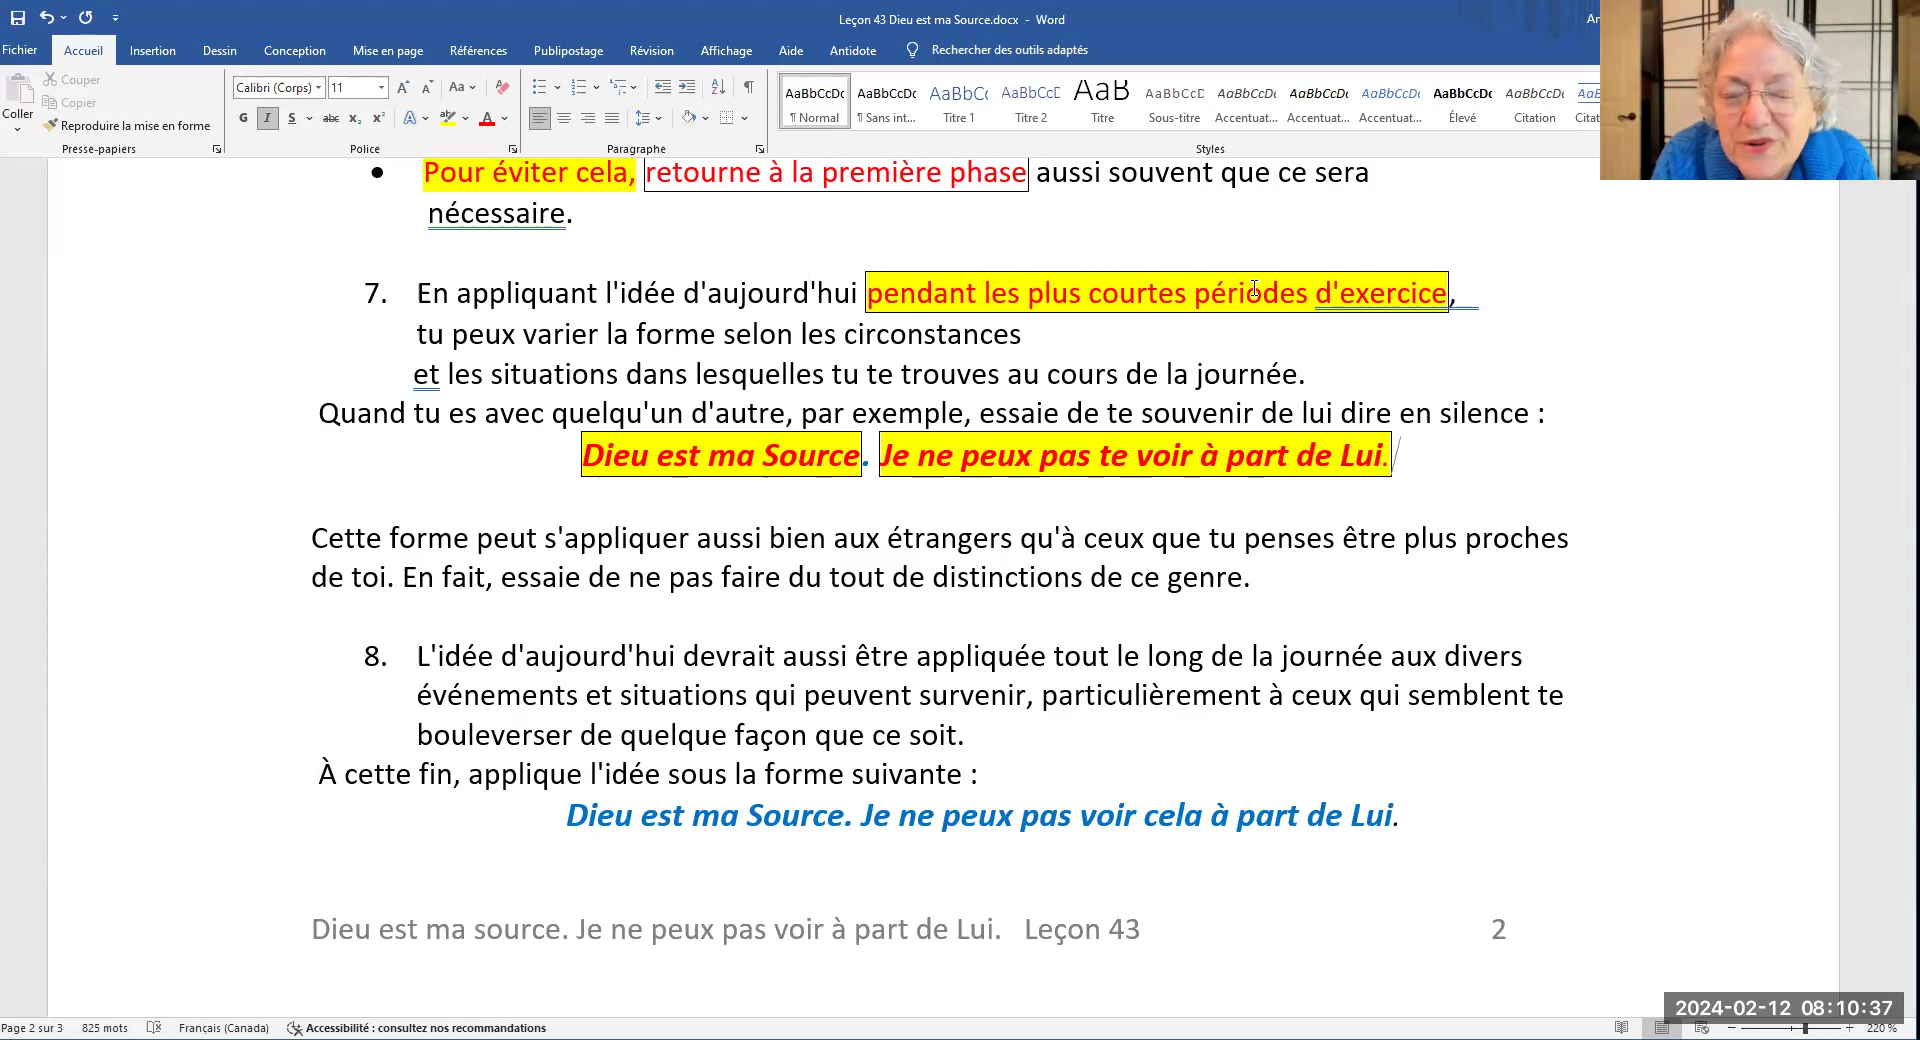 Leçon 43 Dieu est ma Source.docx - Word
Fichier Accueil Insertion Dessin Conception Mise en page Références Publipostage Révision Affichage Aide Antidote Rechercher des outils adaptés
Couper
Copier
Coller
Reproduire la mise en forme
Calibri (Corps) 11
AaBbCcDc AaBbCcDc AaBbC AaBbCcD AaB AaBbCcD AaBbCcDc AaBbCcDc AaBbCcDc AaBbCcDc AaBbCcDc
¶ Normal ¶ Sans int... Titre 1 Titre 2 Titre Sous-titre Accentuat... Accentuat... Accentuat... Élevé Citation
Presse-papiers Police Paragraphe Styles
• Pour éviter cela, retourne à la première phase aussi souvent que ce sera
nécessaire.
7. En appliquant l'idée d'aujourd'hui pendant les plus courtes périodes d'exercice,
tu peux varier la forme selon les circonstances
et les situations dans lesquelles tu te trouves au cours de la journée.
Quand tu es avec quelqu'un d'autre, par exemple, essaie de te souvenir de lui dire en silence :
Dieu est ma Source. Je ne peux pas te voir à part de Lui.
Cette forme peut s'appliquer aussi bien aux étrangers qu'à ceux que tu penses être plus proches
de toi. En fait, essaie de ne pas faire du tout de distinctions de ce genre.
8. L'idée d'aujourd'hui devrait aussi être appliquée tout le long de la journée aux divers
événements et situations qui peuvent survenir, particulièrement à ceux qui semblent te
bouleverser de quelque façon que ce soit.
À cette fin, applique l'idée sous la forme suivante :
Dieu est ma Source. Je ne peux pas voir cela à part de Lui.
Dieu est ma source. Je ne peux pas voir à part de Lui. Leçon 43 2
2024-02-12 08:10:37
Page 2 sur 3 825 mots Français (Canada) Accessibilité : consultez nos recommandations 220 %